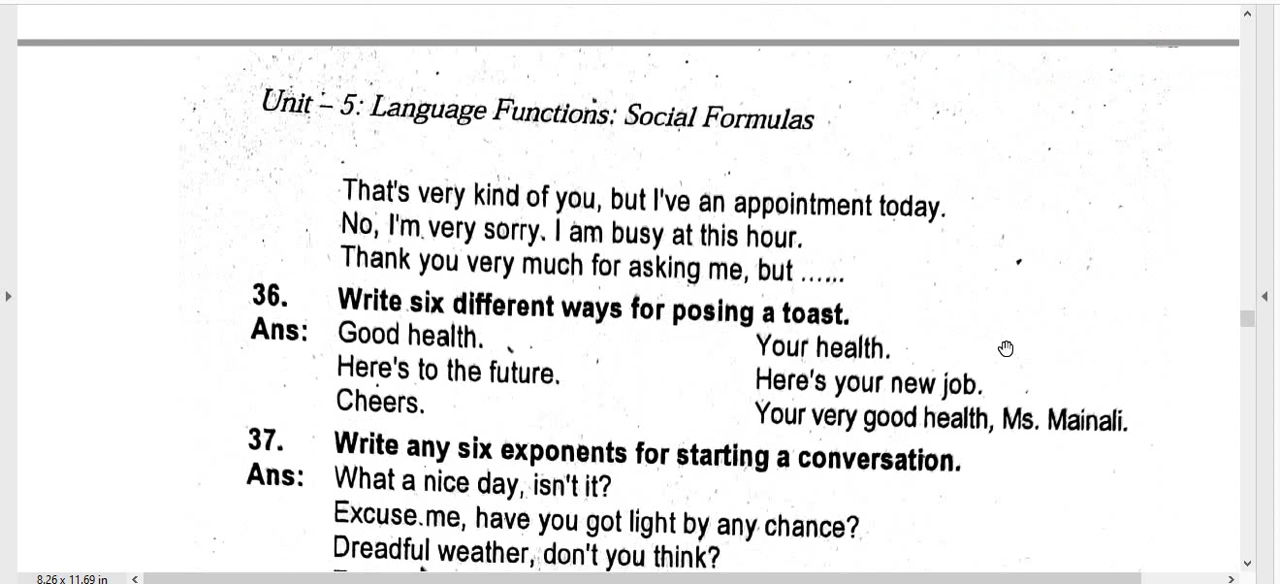 Unit – 5: Language Functions: Social Formulas
That's very kind of you, but I've an appointment today.
No, I'm very sorry. I am busy at this hour.
Thank you very much for asking me, but ......
36. Write six different ways for posing a toast.
Ans: Good health. Your health.
Here's to the future. Here's your new job.
Cheers. Your very good health, Ms. Mainali.
37. Write any six exponents for starting a conversation.
Ans: What a nice day, isn't it?
Excuse me, have you got light by any chance?
Dreadful weather, don't you think?
8.26 x 11.69 in